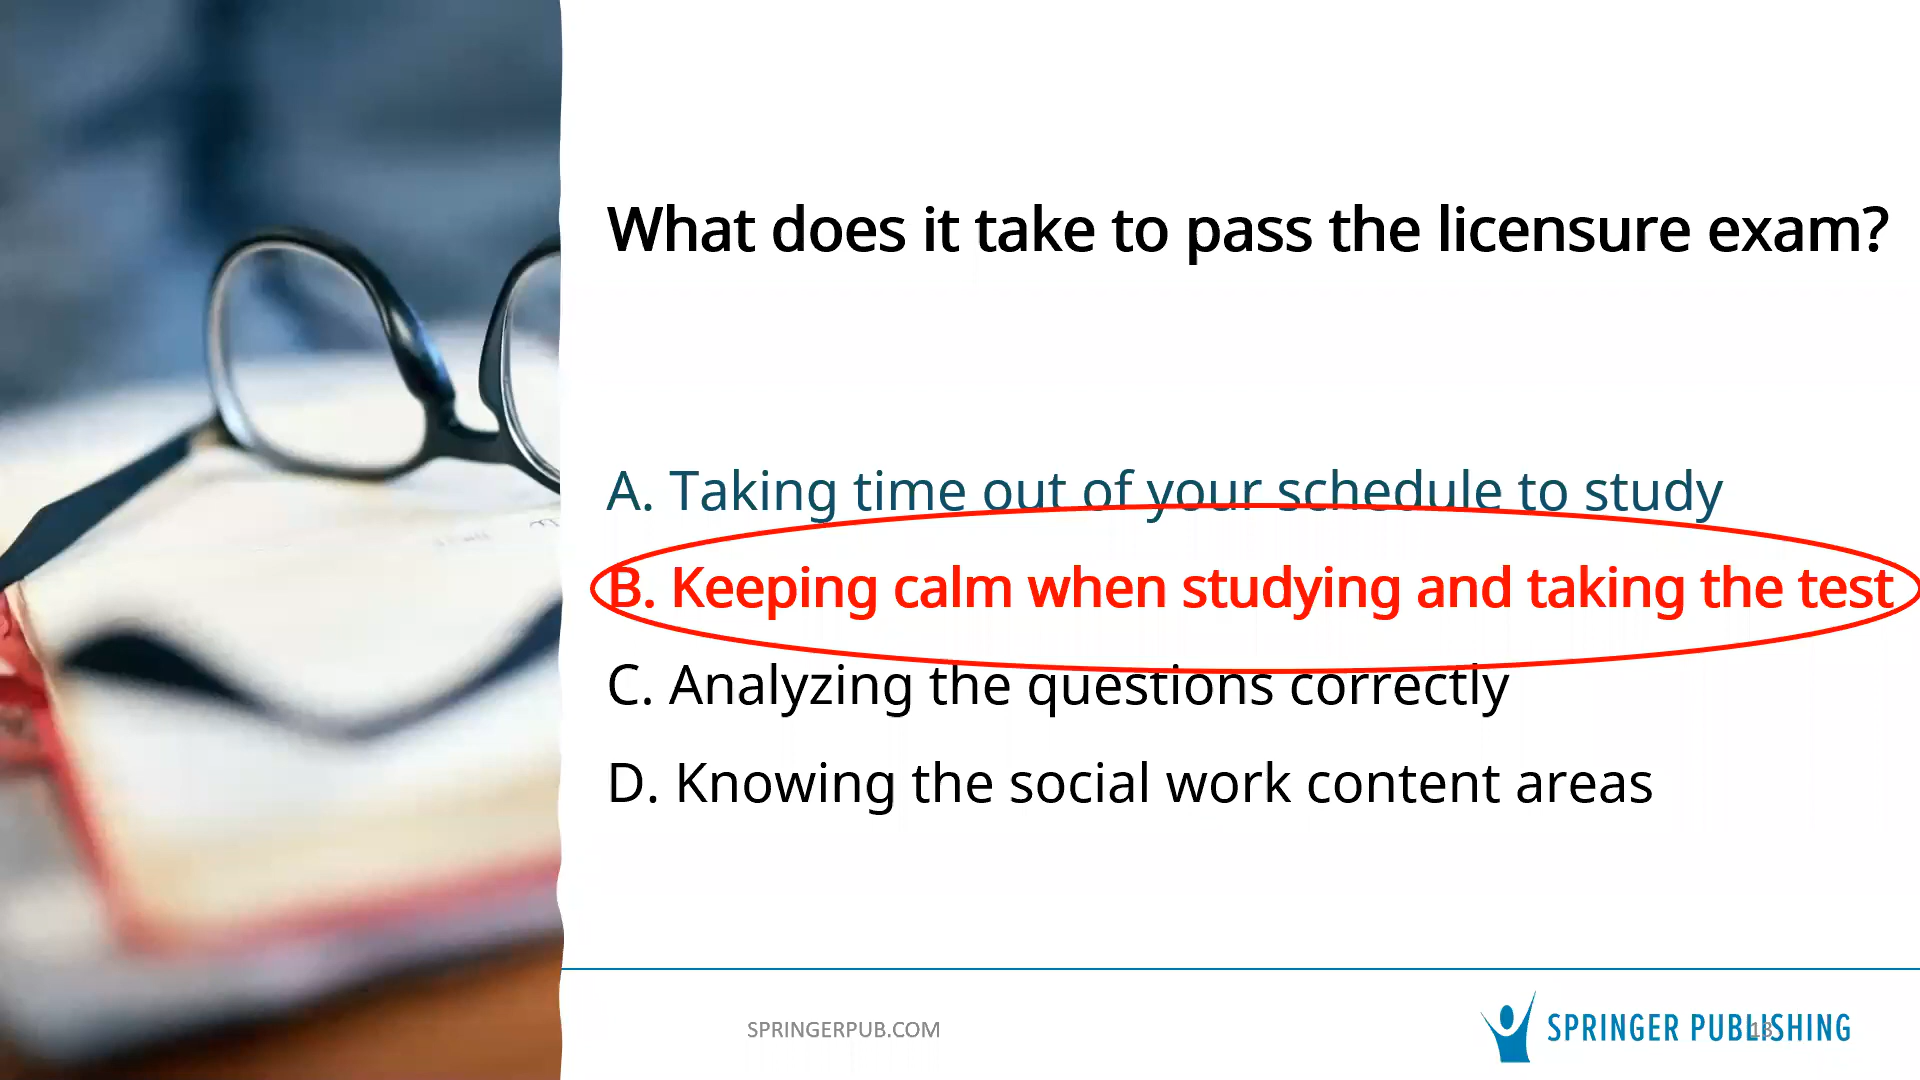 What does it take to pass the licensure exam?
A. Taking time out of your schedule to study
B. Keeping calm when studying and taking the test
C. Analyzing the questions correctly
D. Knowing the social work content areas
SPRINGERPUB.COM
SPRINGER PUBLISHING
13